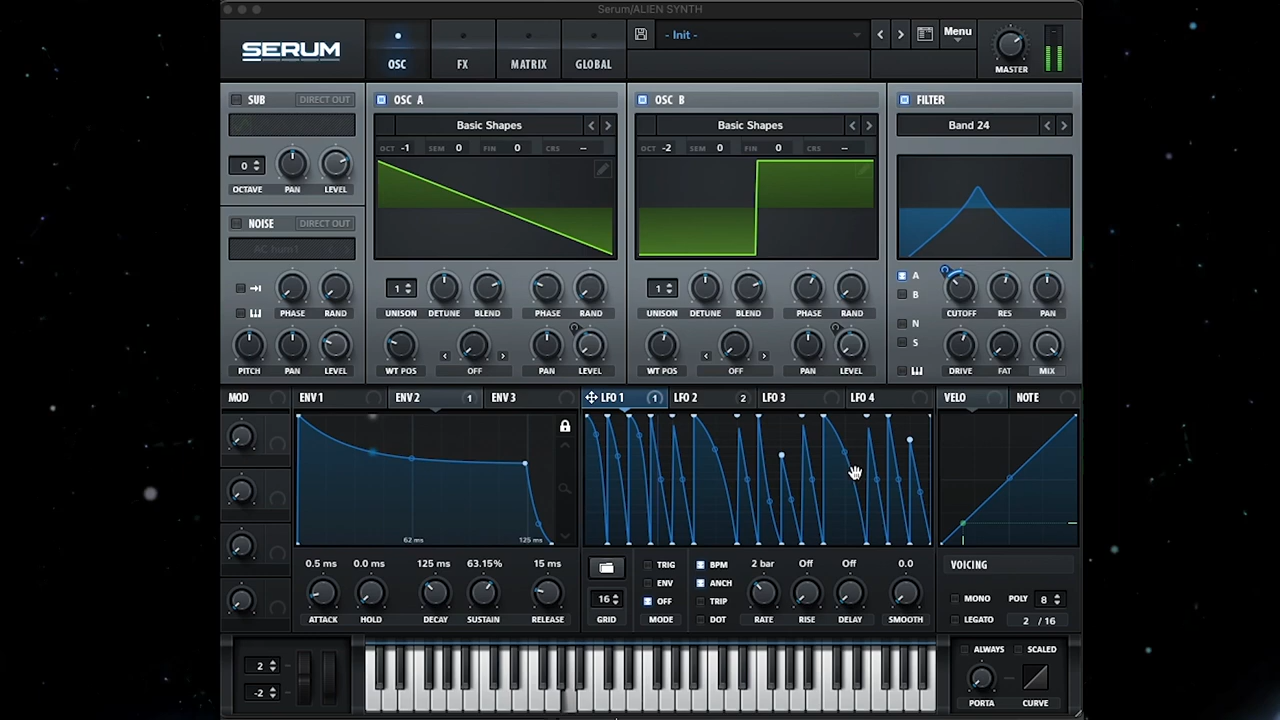 Serum/ALIEN SYNTH
SERUM
OSC FX MATRIX GLOBAL
- Init -
Menu
MASTER
SUB DIRECT OUT
0
OCTAVE PAN LEVEL
NOISE DIRECT OUT
AC hum1
PHASE RAND
PITCH PAN LEVEL
OSC A
Basic Shapes
OCT -1 SEM 0 FIN 0 CRS --
1
UNISON DETUNE BLEND PHASE RAND
WT POS OFF PAN LEVEL
OSC B
Basic Shapes
OCT -2 SEM 0 FIN 0 CRS --
1
UNISON DETUNE BLEND PHASE RAND
WT POS OFF PAN LEVEL
FILTER
Band 24
A
B
N
S
CUTOFF RES PAN
DRIVE FAT MIX
MOD ENV 1 ENV 2 1 ENV 3 LFO 1 1 LFO 2 2 LFO 3 LFO 4 VELO NOTE
62 ms 125 ms
0.5 ms 0.0 ms 125 ms 63.15% 15 ms
ATTACK HOLD DECAY SUSTAIN RELEASE
16
GRID
TRIG
ENV
OFF
MODE
BPM
ANCH
TRIP
DOT
2 bar Off Off 0.0
RATE RISE DELAY SMOOTH
VOICING
MONO POLY 8
LEGATO 2 / 16
2
-2
ALWAYS SCALED
PORTA CURVE